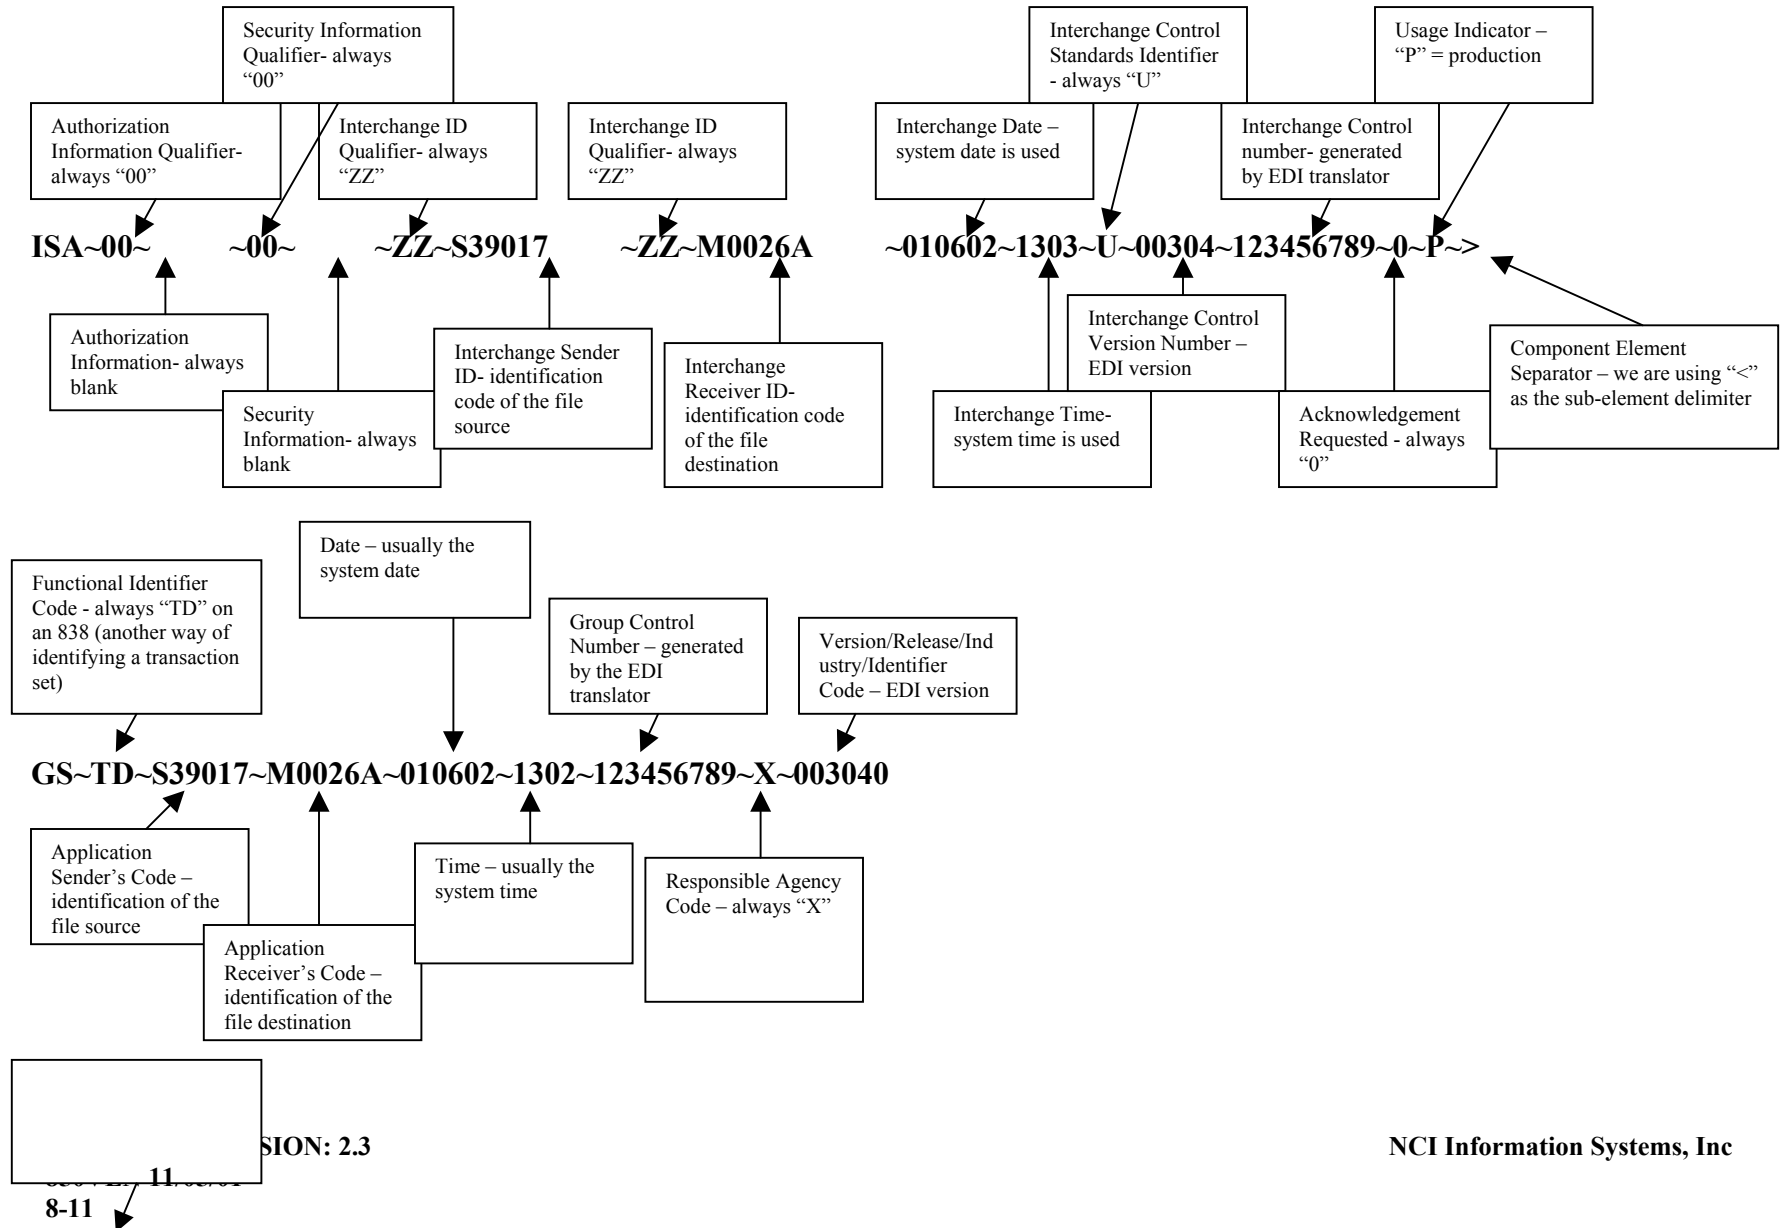 Security Information
Qualifier- always
“00”
Interchange Control
Standards Identifier
- always “U”
Usage Indicator –
“P” = production
Authorization
Information Qualifier-
always “00”
Interchange ID
Qualifier- always
“ZZ”
Interchange ID
Qualifier- always
“ZZ”
Interchange Date –
system date is used
Interchange Control
number- generated
by EDI translator
ISA~00~ ~00~ ~ZZ~S39017 ~ZZ~M0026A ~010602~1303~U~00304~123456789~0~P~>
Authorization
Information- always
blank
Security
Information- always
blank
Interchange Sender
ID- identification
code of the file
source
Interchange
Receiver ID-
identification code
of the file
destination
Interchange Time-
system time is used
Interchange Control
Version Number –
EDI version
Acknowledgement
Requested - always
“0”
Component Element
Separator – we are using “<”
as the sub-element delimiter
Functional Identifier
Code - always “TD” on
an 838 (another way of
identifying a transaction
set)
Date – usually the
system date
Group Control
Number – generated
by the EDI
translator
Version/Release/Ind
ustry/Identifier
Code – EDI version
GS~TD~S39017~M0026A~010602~1302~123456789~X~003040
Application
Sender’s Code –
identification of the
file source
Application
Receiver’s Code –
identification of the
file destination
Time – usually the
system time
Responsible Agency
Code – always “X”
SION: 2.3
NCI Information Systems, Inc
8-11